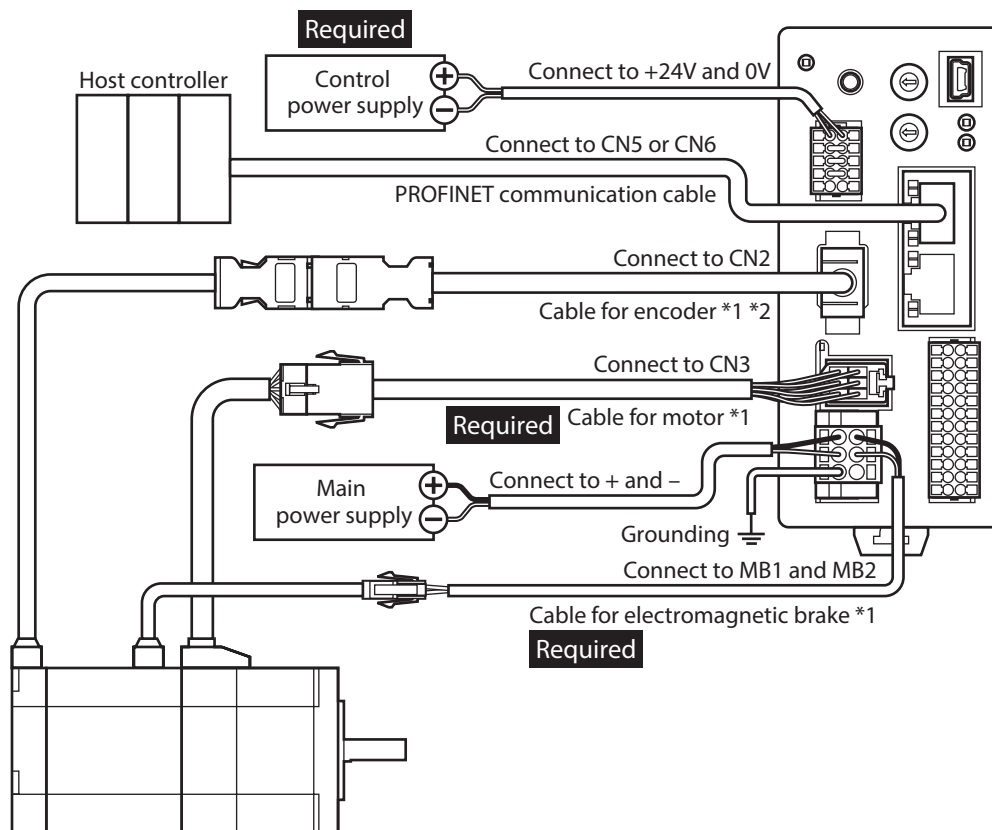 Required
Host controller
Control
power supply
+
−
Connect to +24V and 0V
Connect to CN5 or CN6
PROFINET communication cable
Connect to CN2
Cable for encoder *1 *2
Connect to CN3
Required
Cable for motor *1
Main
power supply
+
−
Connect to + and –
Grounding
Connect to MB1 and MB2
Cable for electromagnetic brake *1
Required